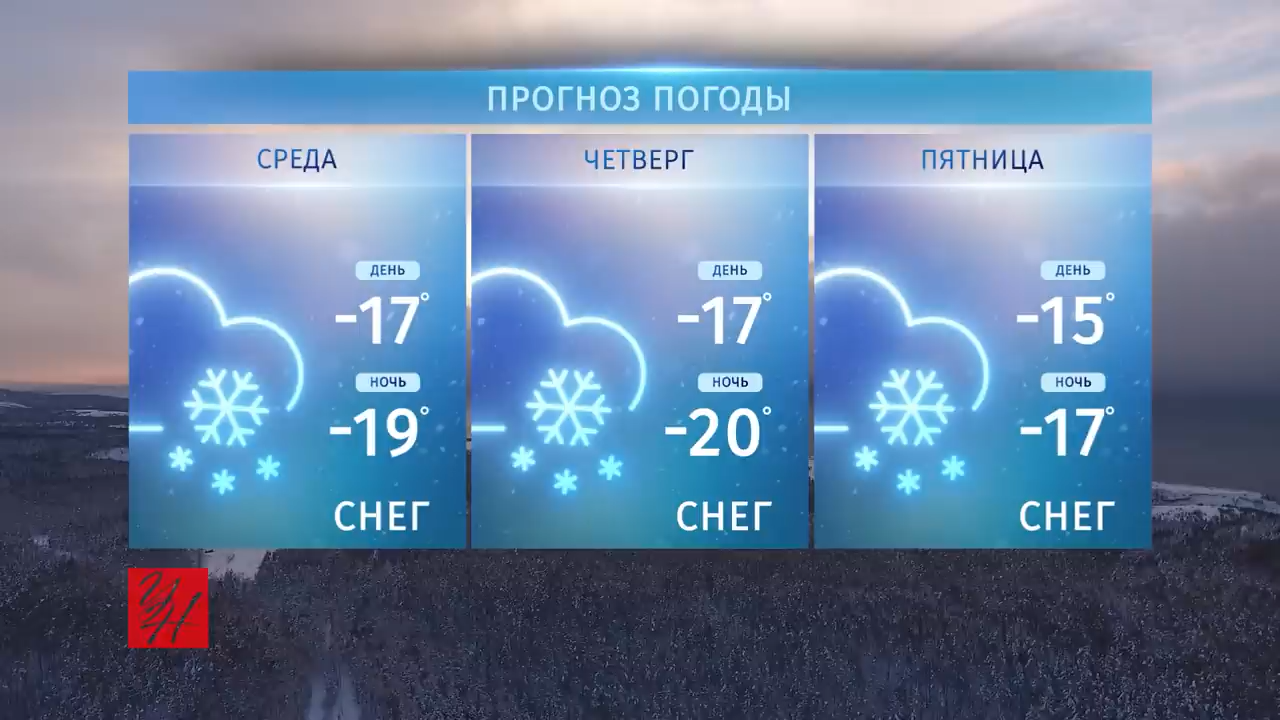 ПРОГНОЗ ПОГОДЫ
СРЕДА
ДЕНЬ
-17°
НОЧЬ
-19°
СНЕГ
ЧЕТВЕРГ
ДЕНЬ
-17°
НОЧЬ
-20°
СНЕГ
ПЯТНИЦА
ДЕНЬ
-15°
НОЧЬ
-17°
СНЕГ
УН